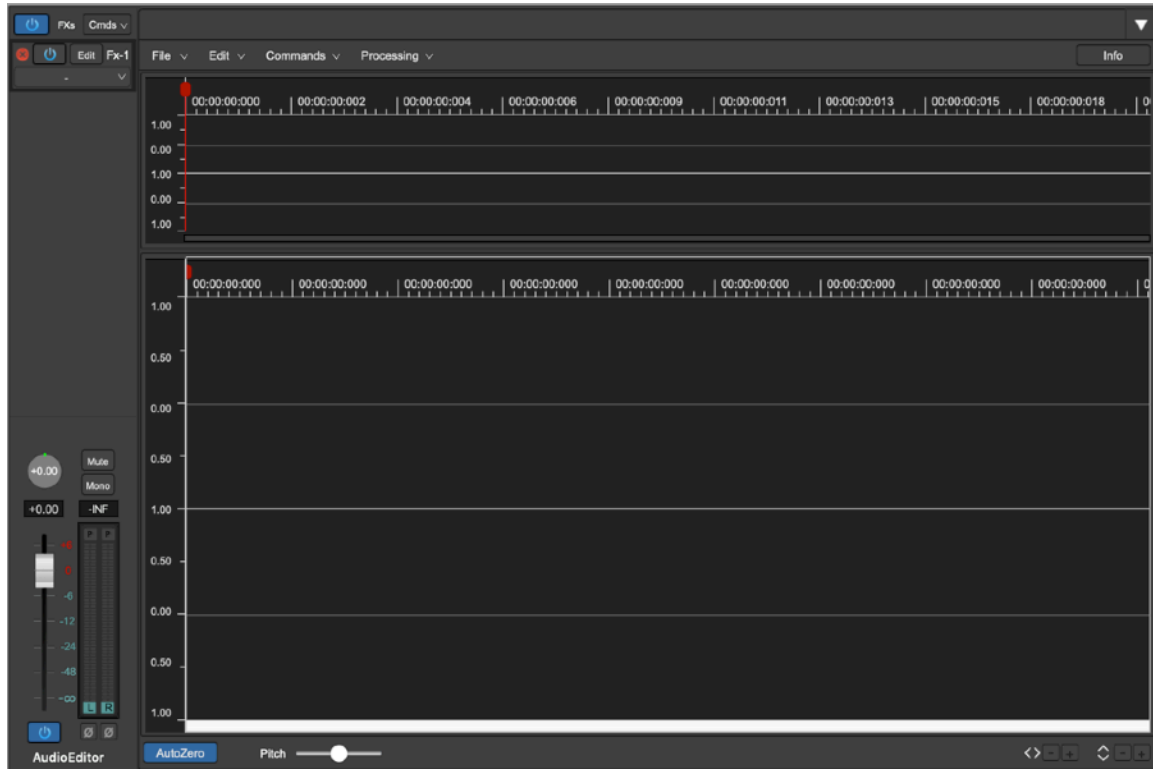 FXs Cmds
Edit Fx-1
-
File Edit Commands Processing Info
00:00:00:000 00:00:00:002 00:00:00:004 00:00:00:006 00:00:00:009 00:00:00:011 00:00:00:013 00:00:00:015 00:00:00:018 0
1.00
0.00
1.00
0.00
1.00
00:00:00:000 00:00:00:000 00:00:00:000 00:00:00:000 00:00:00:000 00:00:00:000 00:00:00:000 00:00:00:000 00:00:00:000 0
1.00
0.50
0.00
0.50
1.00
0.50
0.00
0.50
1.00
+0.00 Mute
Mono
+0.00 -INF
P P
0
-6
-12
-24
-48
-∞ L R
Ø Ø
AudioEditor
AutoZero Pitch <> - + - +